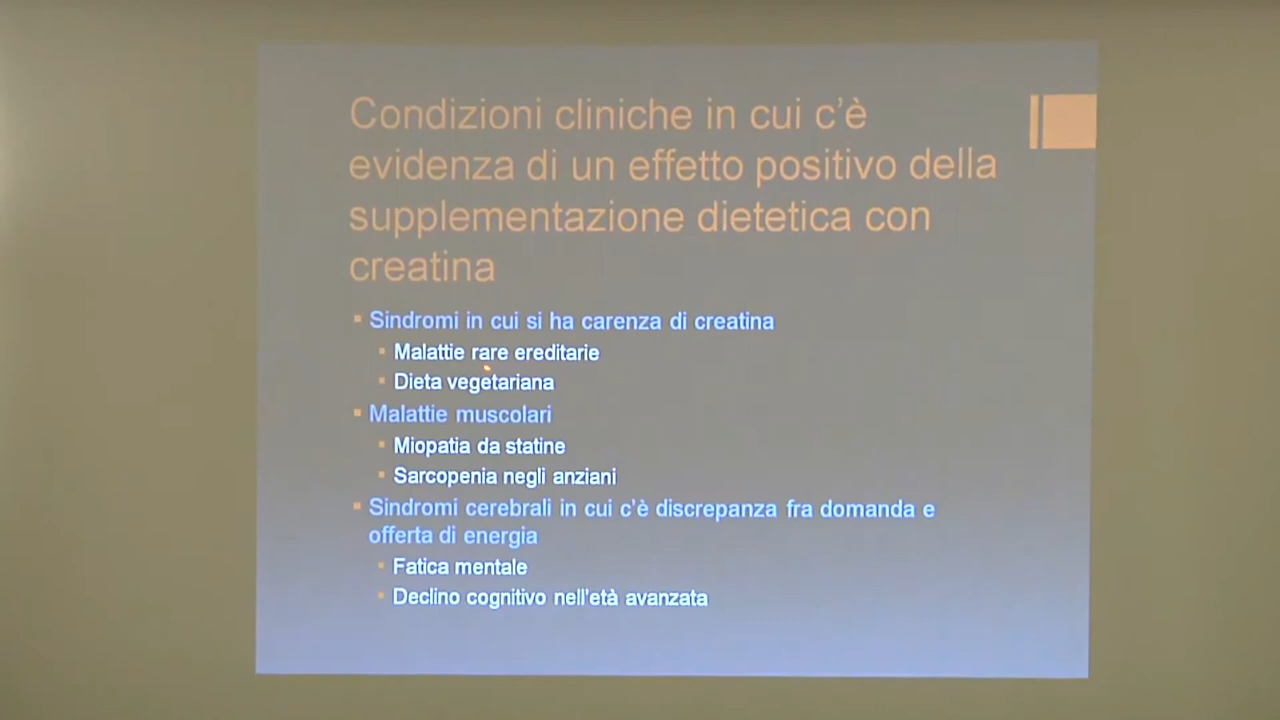 Condizioni cliniche in cui c'è
evidenza di un effetto positivo della
supplementazione dietetica con
creatina
Sindromi in cui si ha carenza di creatina
Malattie rare ereditarie
Dieta vegetariana
Malattie muscolari
Miopatia da statine
Sarcopenia negli anziani
Sindromi cerebrali in cui c'è discrepanza fra domanda e
offerta di energia
Fatica mentale
Declino cognitivo nell'età avanzata